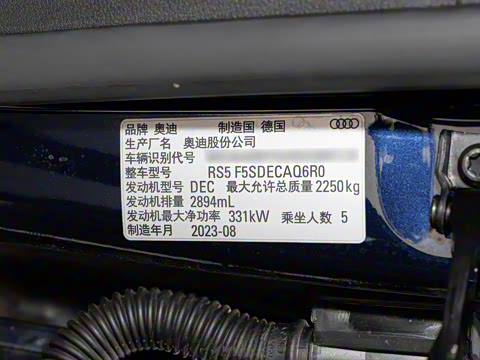 品牌 奥迪 制造国 德国
生产厂名 奥迪股份公司
车辆识别代号
整车型号 RS5 F5SDECAQ6R0
发动机型号 DEC 最大允许总质量 2250kg
发动机排量 2894mL
发动机最大净功率 331kW 乘坐人数 5
制造年月 2023-08